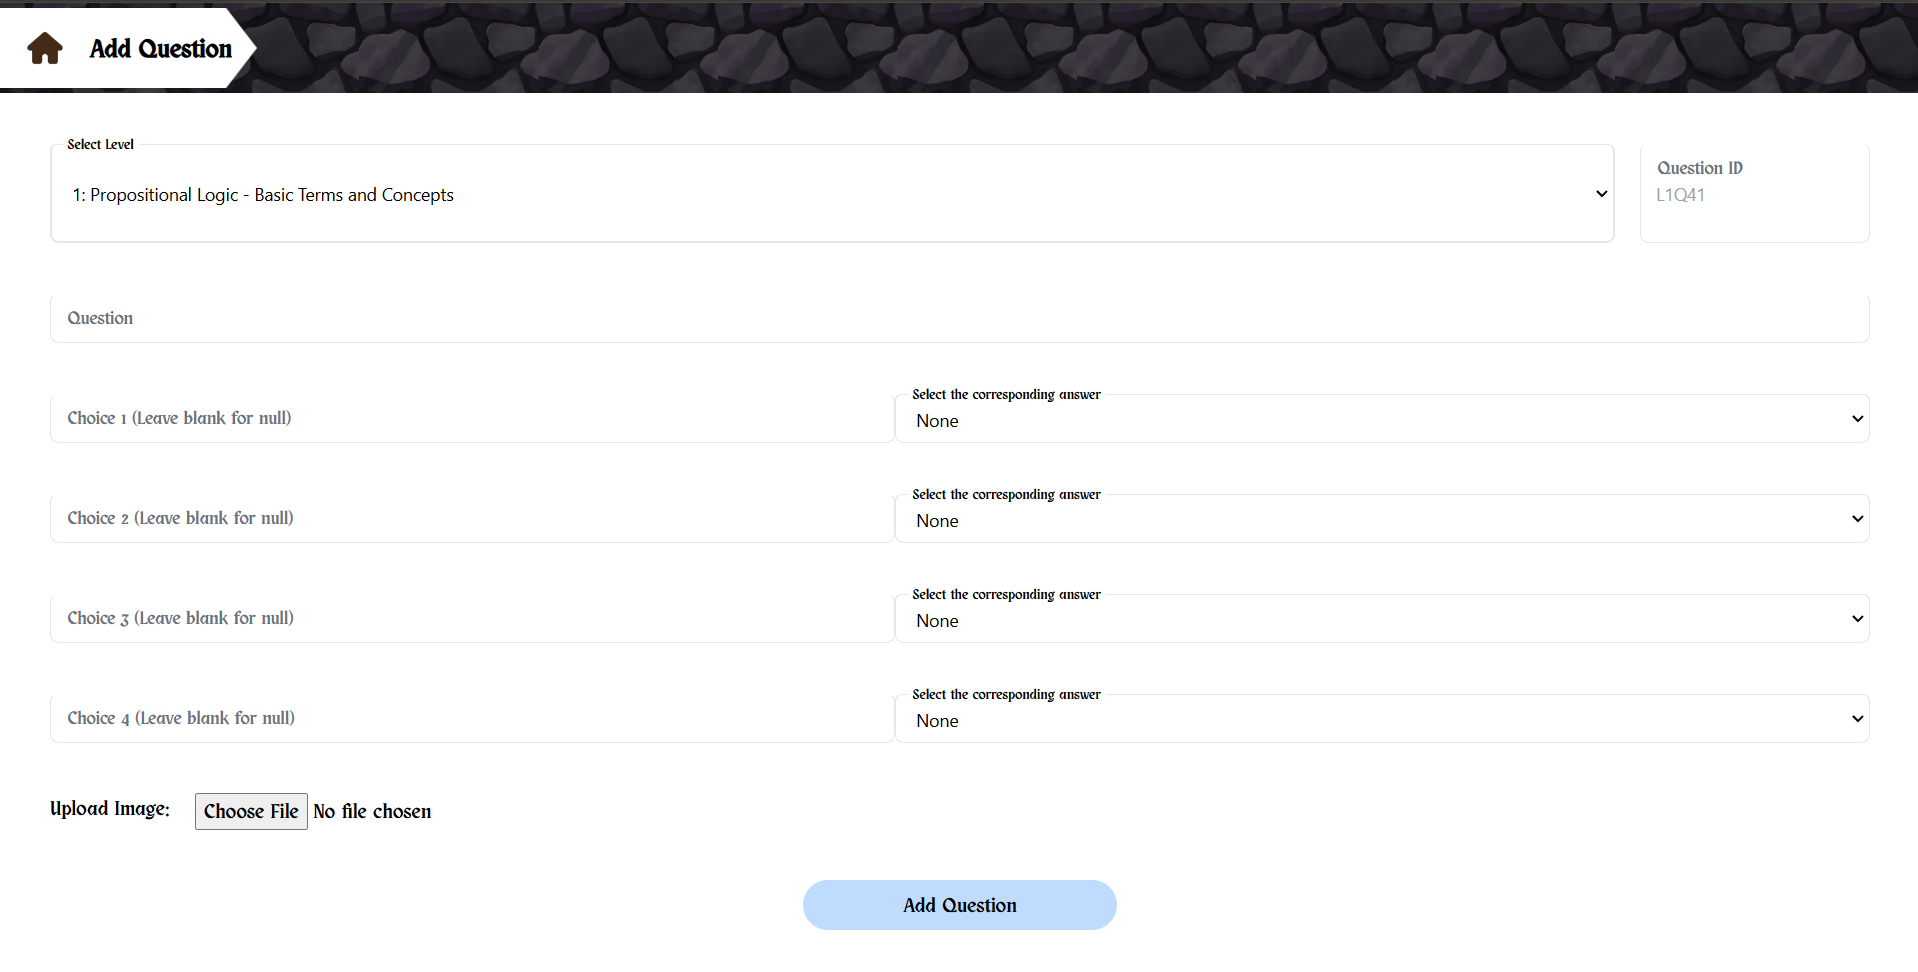 Add Question
Select Level
1: Propositional Logic - Basic Terms and Concepts
Question ID
L1Q41
Question
Choice 1 (Leave blank for null)
Select the corresponding answer
None
Choice 2 (Leave blank for null)
Select the corresponding answer
None
Choice 3 (Leave blank for null)
Select the corresponding answer
None
Choice 4 (Leave blank for null)
Select the corresponding answer
None
Upload Image: Choose File No file chosen
Add Question